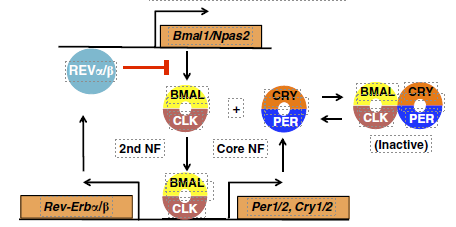 Bmal1/Npas2
REVα/β
BMAL
CLK
+
CRY
PER
BMAL
CRY
CLK
PER
(Inactive)
2nd NF
Core NF
BMAL
CLK
Rev-Erbα/β
Per1/2, Cry1/2